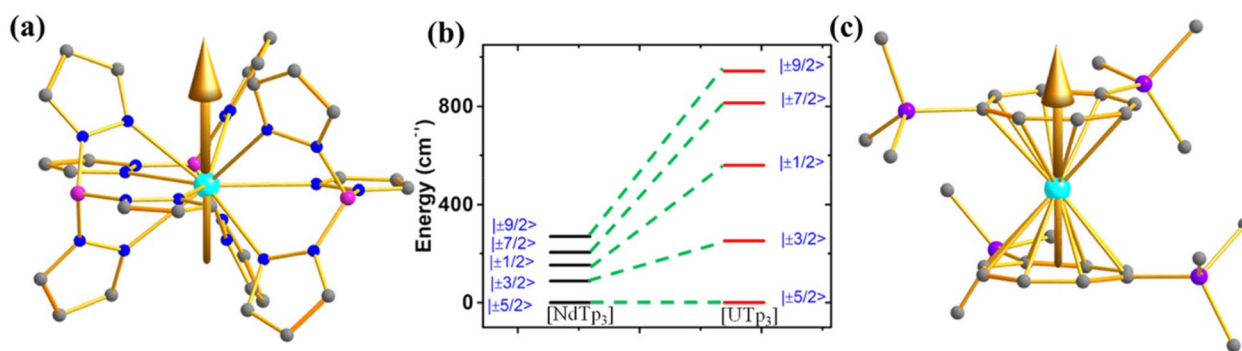 (a)
(b)
(c)
Energy (cm⁻¹)
800
400
0
|±9/2>
|±7/2>
|±1/2>
|±3/2>
|±5/2>
|±9/2>
|±7/2>
|±1/2>
|±3/2>
|±5/2>
[NdTp₃]
[UTp₃]